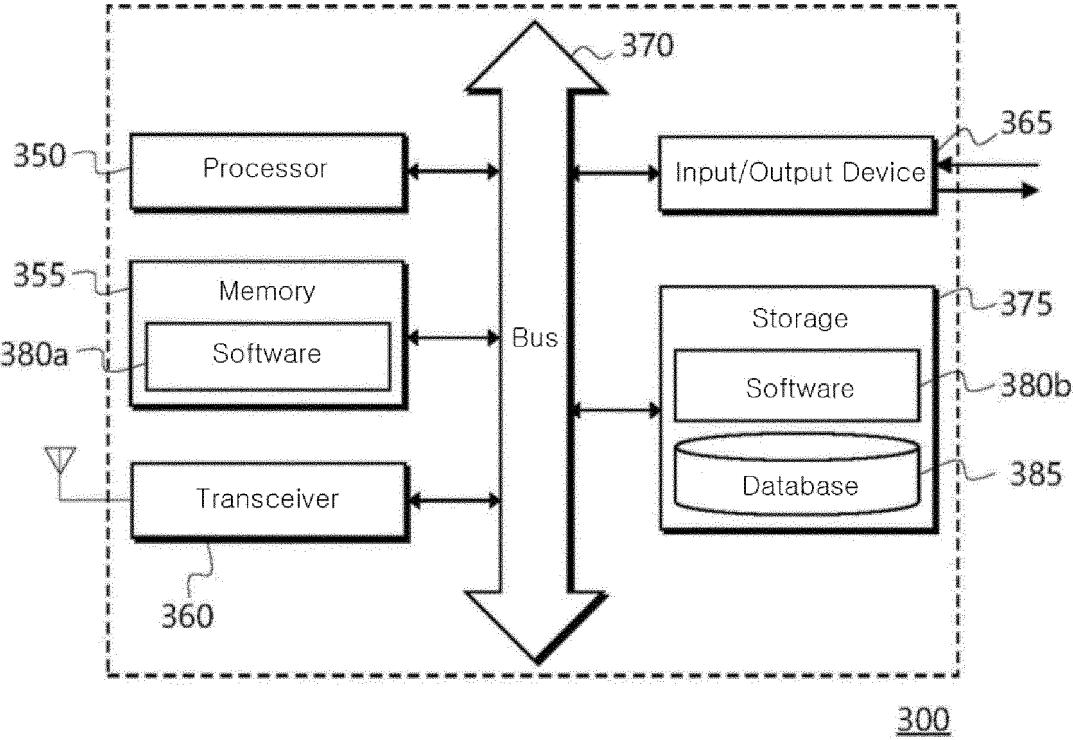 370
350
Processor
Input/Output Device
365
355
Memory
380a
Software
Bus
Storage
375
Software
380b
Database
385
Transceiver
360
300